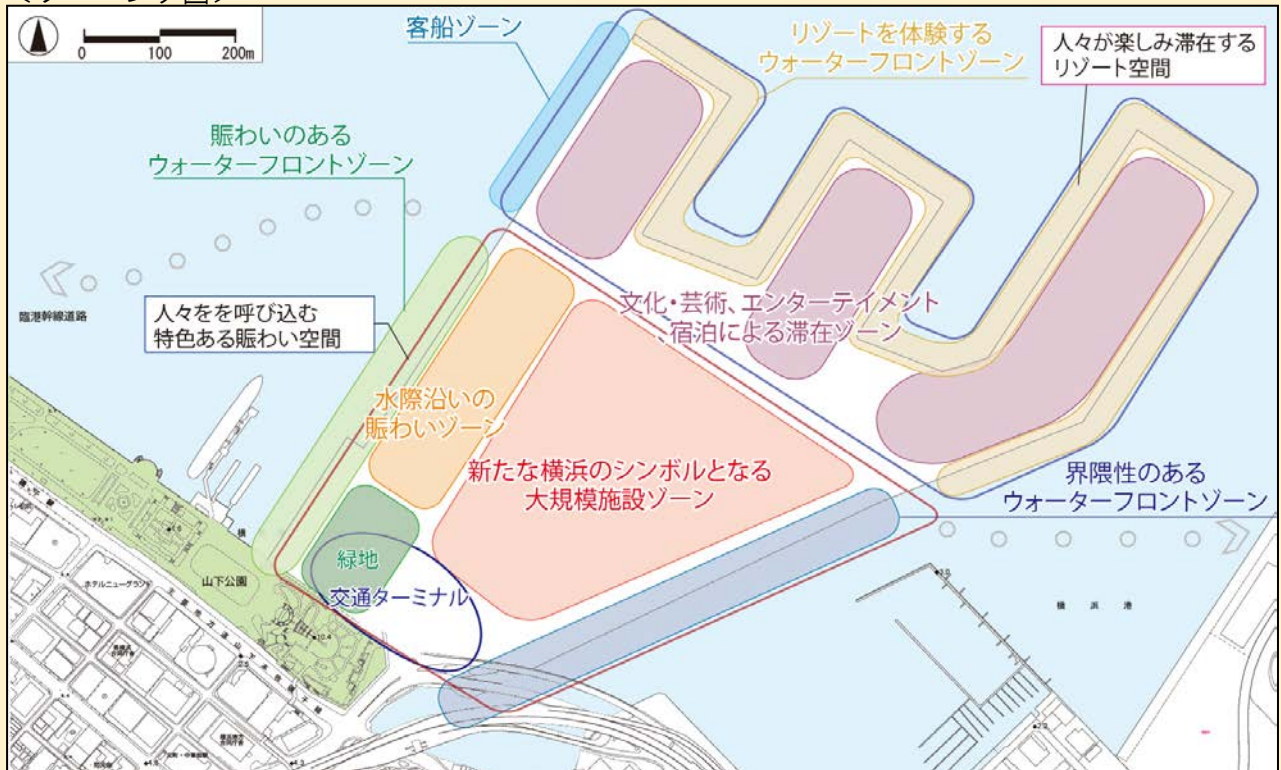 0 100 200m
客船ゾーン
リゾートを体験する
ウォーターフロントゾーン
人々が楽しみ滞在する
リゾート空間
賑わいのある
ウォーターフロントゾーン
臨港幹線道路
人々をを呼び込む
特色ある賑わい空間
文化・芸術、エンターテイメント
宿泊による滞在ゾーン
水際沿いの
賑わいゾーン
新たな横浜のシンボルとなる
大規模施設ゾーン
界隈性のある
ウォーターフロントゾーン
緑地
交通ターミナル
山下公園
ホテルニューグランド
横浜港